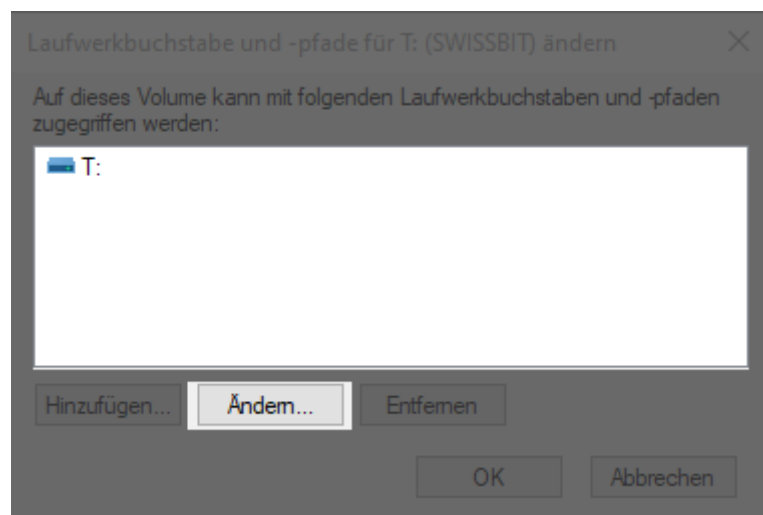 Laufwerkbuchstabe und -pfade für T: (SWISSBIT) ändern
Auf dieses Volume kann mit folgenden Laufwerkbuchstaben und -pfaden
zugegriffen werden:
T:
Hinzufügen... Ändern... Entfernen
OK Abbrechen